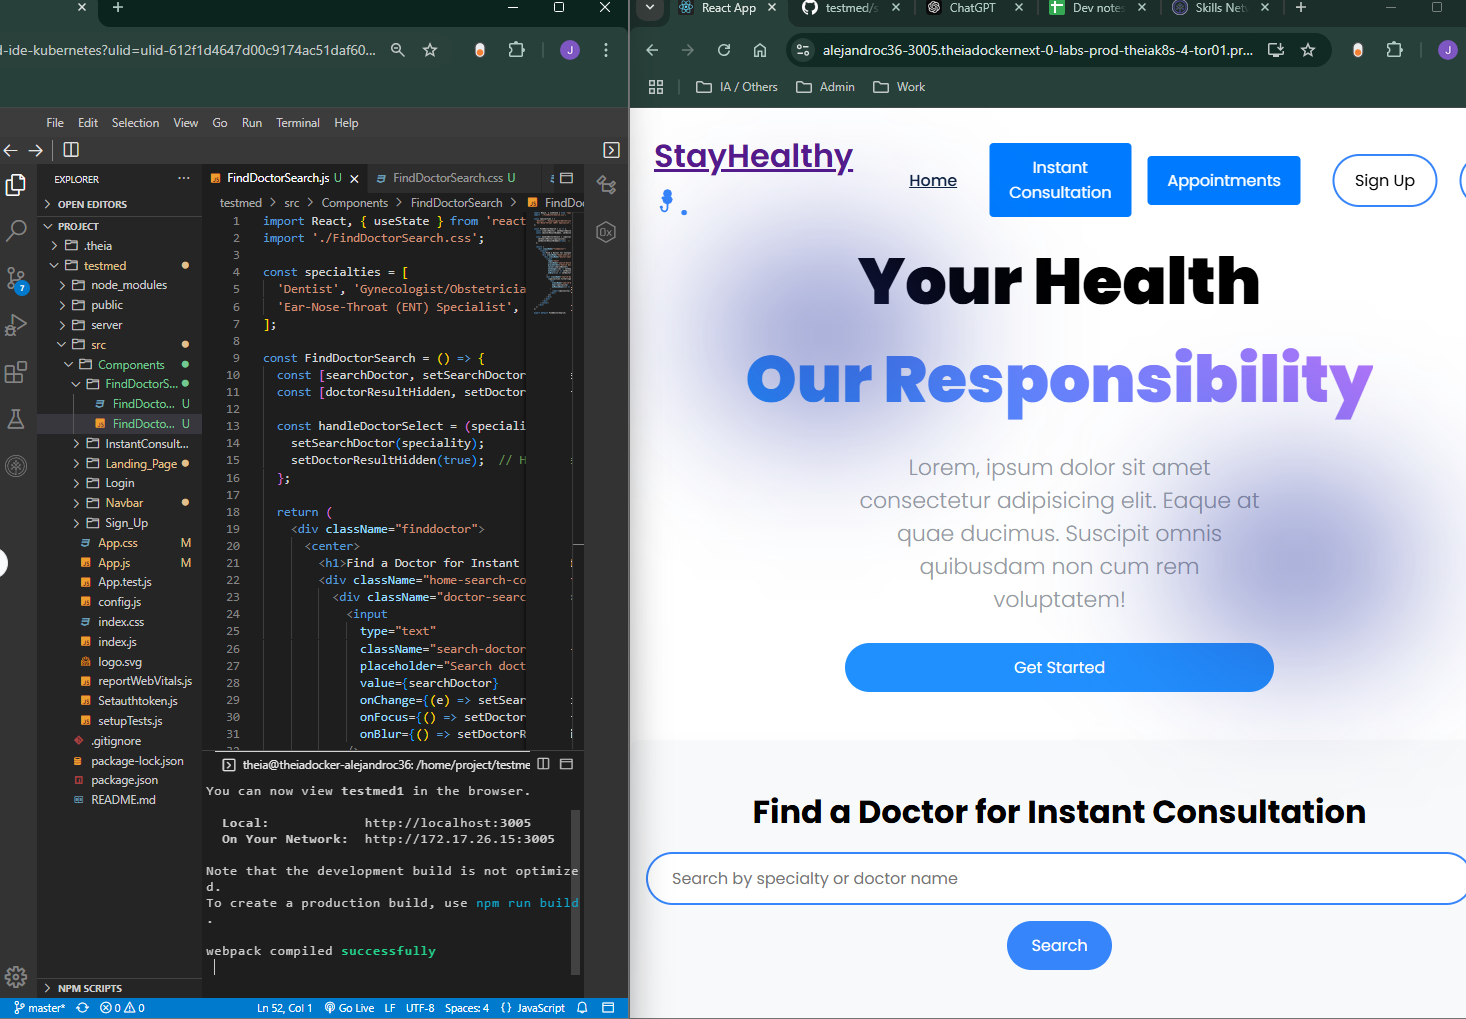 d-ide-kubernetes?ulid=ulid-612f1d4647d00c9174ac51daf60...
J
File Edit Selection View Go Run Terminal Help
EXPLORER
OPEN EDITORS
PROJECT
.theia
testmed
node_modules
public
server
src
Components
FindDoctorS...
FindDocto... U
FindDocto... U
InstantConsult...
Landing_Page
Login
Navbar
Sign_Up
App.css M
App.js M
App.test.js
config.js
index.css
index.js
logo.svg
reportWebVitals.js
Setauthtoken.js
setupTests.js
.gitignore
package-lock.json
package.json
README.md
NPM SCRIPTS
7
FindDoctorSearch.js U
FindDoctorSearch.css U
testmed > src > Components > FindDoctorSearch > FindDoc
1 import React, { useState } from 'react
2 import './FindDoctorSearch.css';
3
4 const specialties = [
5 'Dentist', 'Gynecologist/Obstetricia
6 'Ear-Nose-Throat (ENT) Specialist',
7 ];
8
9 const FindDoctorSearch = () => {
10 const [searchDoctor, setSearchDoctor
11 const [doctorResultHidden, setDoctor
12
13 const handleDoctorSelect = (speciali
14 setSearchDoctor(speciality);
15 setDoctorResultHidden(true); // H
16 };
17
18 return (
19 <div className="finddoctor">
20 <center>
21 <h1>Find a Doctor for Instant
22 <div className="home-search-co
23 <div className="doctor-searc
24 <input
25 type="text"
26 className="search-doctor
27 placeholder="Search doct
28 value={searchDoctor}
29 onChange={(e) => setSear
30 onFocus={() => setDoctor
31 onBlur={() => setDoctorR
32 />
theia@theiadocker-alejandroc36: /home/project/testme
You can now view testmed1 in the browser.
Local: http://localhost:3005
On Your Network: http://172.17.26.15:3005
Note that the development build is not optimize
d.
To create a production build, use npm run build
.
webpack compiled successfully
master* 0 0 Ln 52, Col 1 Go Live LF UTF-8 Spaces: 4 {} JavaScript
React App
testmed/s
ChatGPT
Dev notes
Skills Net
alejandroc36-3005.theiadockernext-0-labs-prod-theiak8s-4-tor01.pr...
J
IA / Others Admin Work
StayHealthy
Home
Instant
Consultation
Appointments
Sign Up
Your Health
Our Responsibility
Lorem, ipsum dolor sit amet
consectetur adipisicing elit. Eaque at
quae ducimus. Suscipit omnis
quibusdam non cum rem
voluptatem!
Get Started
Find a Doctor for Instant Consultation
Search by specialty or doctor name
Search